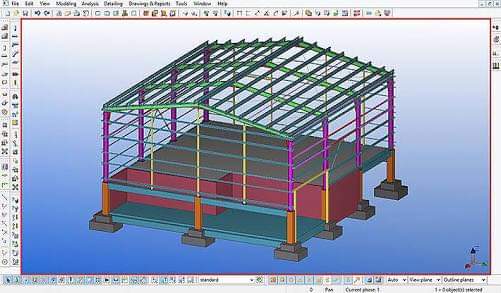 File Edit View Modeling Analysis Detailing Drawings & Reports Tools Window Help
standard Auto View plane Outline planes
0 Pan Current phase: 1 1 + 0 object(s) selected